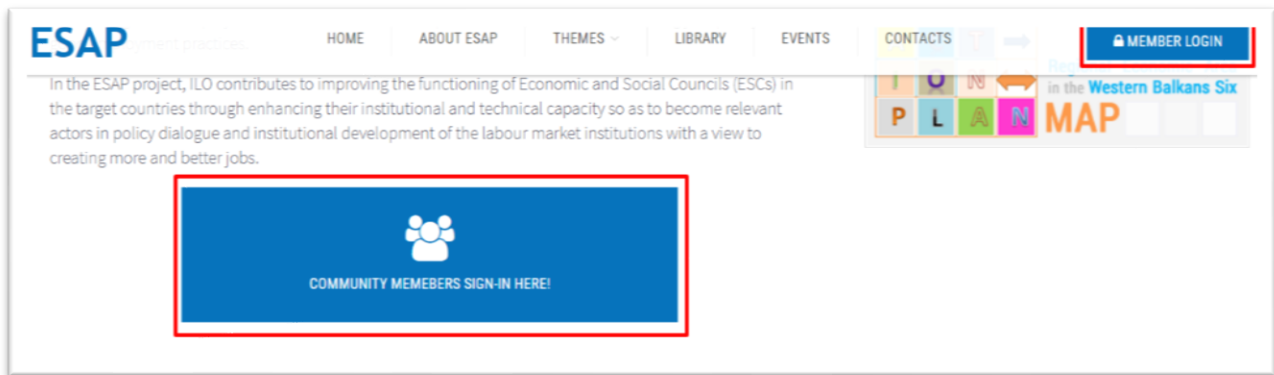 ESAP
yment practices.
HOME ABOUT ESAP THEMES LIBRARY EVENTS CONTACTS MEMBER LOGIN
In the ESAP project, ILO contributes to improving the functioning of Economic and Social Councils (ESCs) in
the target countries through enhancing their institutional and technical capacity so as to become relevant
actors in policy dialogue and institutional development of the labour market institutions with a view to
creating more and better jobs.
T
I O N
in the Western Balkans Six
P L A N MAP
COMMUNITY MEMEBERS SIGN-IN HERE!